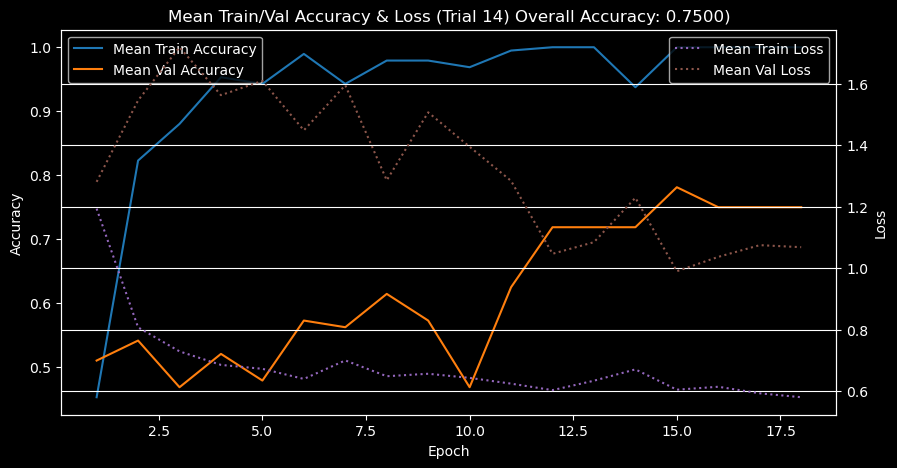 Mean Train/Val Accuracy & Loss (Trial 14) Overall Accuracy: 0.7500)
Mean Train Accuracy
Mean Val Accuracy
Mean Train Loss
Mean Val Loss
1.0
0.9
0.8
0.7
0.6
0.5
Accuracy
1.6
1.4
1.2
1.0
0.8
0.6
Loss
2.5 5.0 7.5 10.0 12.5 15.0 17.5
Epoch